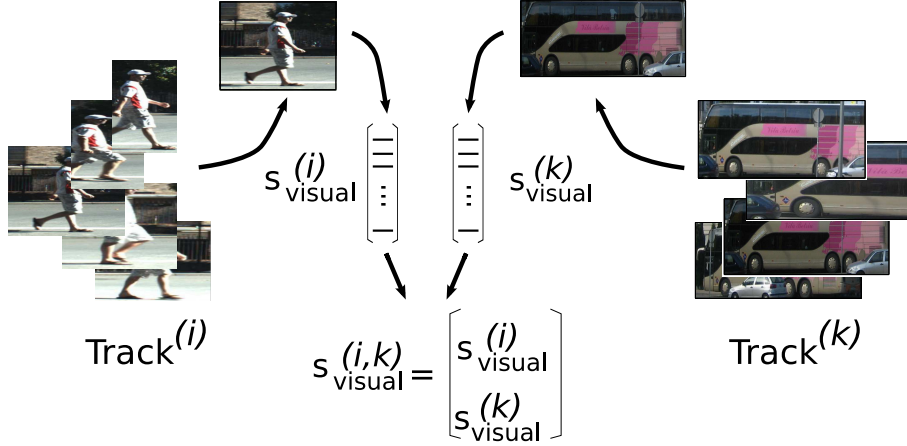 s visual (i)
s visual (k)
Track (i)
Track (k)
s visual (i,k) =
s visual (i)
s visual (k)